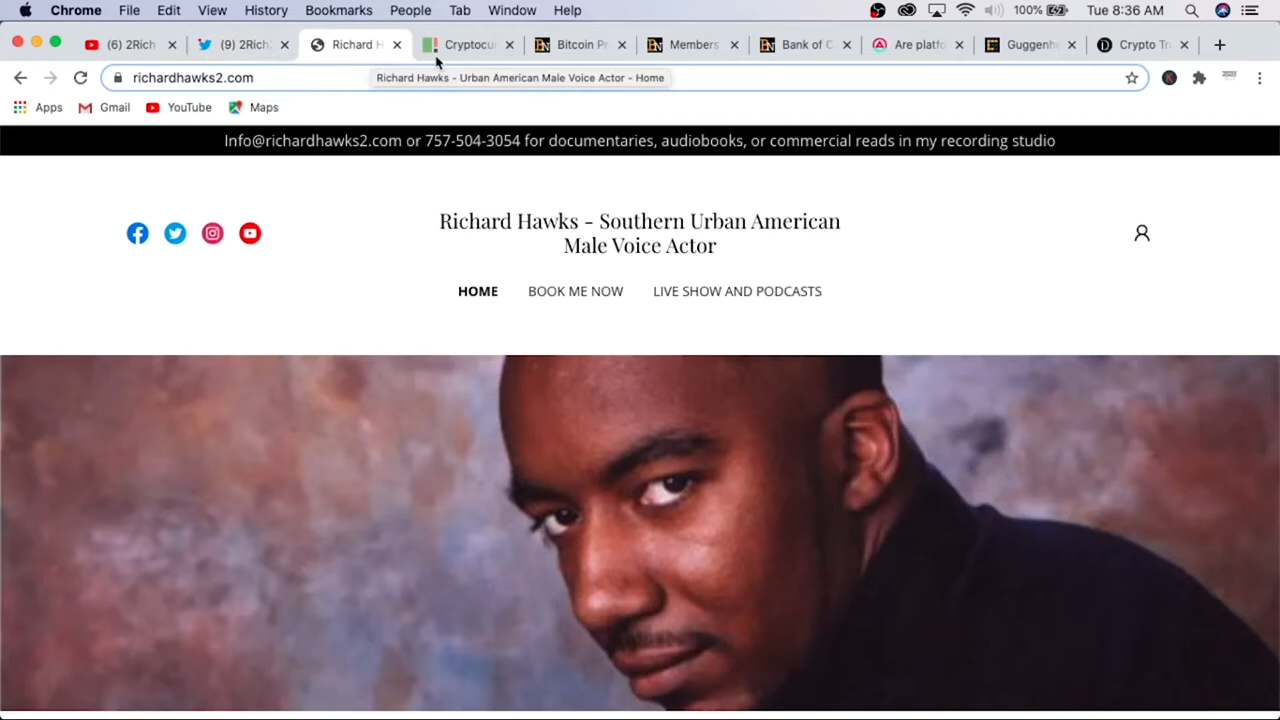 Chrome File Edit View History Bookmarks People Tab Window Help 100% Tue 8:36 AM
(6) 2Rich (9) 2Rich Richard H Cryptocur Bitcoin Pr Members Bank of C Are platfo Guggenhe Crypto Tr
richardhawks2.com
Richard Hawks - Urban American Male Voice Actor - Home
Apps Gmail YouTube Maps
Info@richardhawks2.com or 757-504-3054 for documentaries, audiobooks, or commercial reads in my recording studio
Richard Hawks - Southern Urban American
Male Voice Actor
HOME BOOK ME NOW LIVE SHOW AND PODCASTS